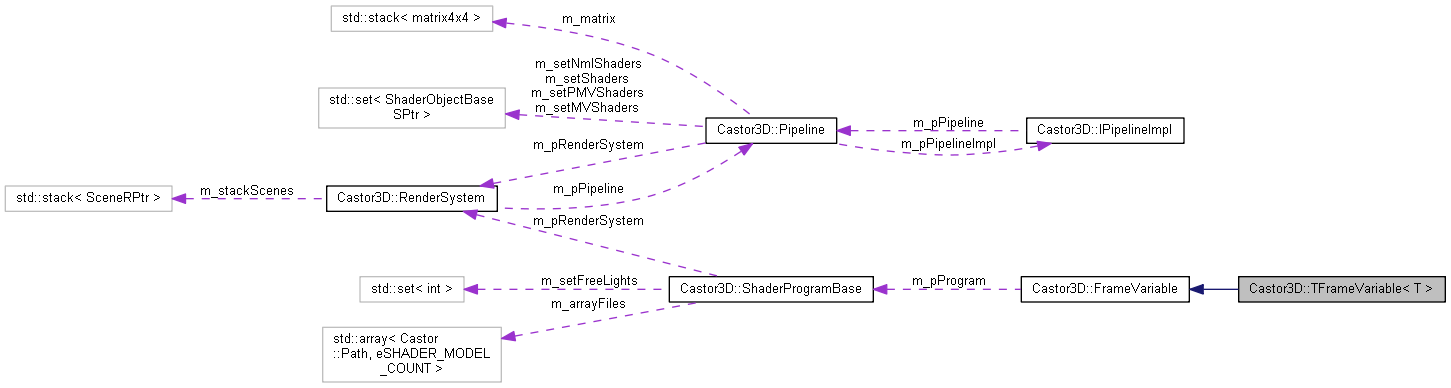 std::stack< matrix4x4 >
m_matrix
std::set< ShaderObjectBase
SPtr >
m_setNmlShaders
m_setShaders
m_setPMVShaders
m_setMVShaders
Castor3D::Pipeline
m_pPipeline
m_pPipelineImpl
Castor3D::IPipelineImpl
m_pRenderSystem
m_pPipeline
std::stack< SceneRPtr >
m_stackScenes
Castor3D::RenderSystem
m_pRenderSystem
std::set< int >
m_setFreeLights
m_arrayFiles
Castor3D::ShaderProgramBase
m_pProgram
Castor3D::FrameVariable
Castor3D::TFrameVariable< T >
std::array< Castor
::Path, eSHADER_MODEL
_COUNT >